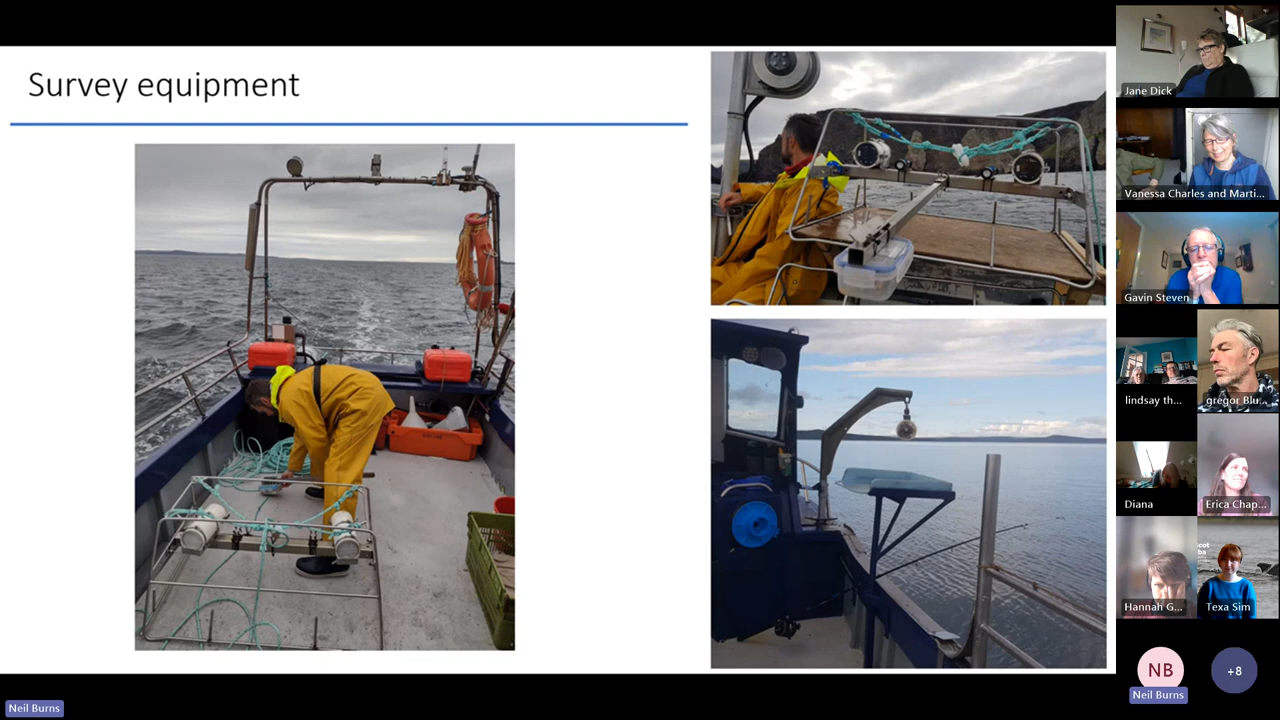 Survey equipment
Jane Dick
Vanessa Charles and Marti...
Gavin Steven
lindsay th...
gregor Blu...
Diana
Erica Chap...
Hannah G...
Texa Sim
NB
+8
Neil Burns
Neil Burns